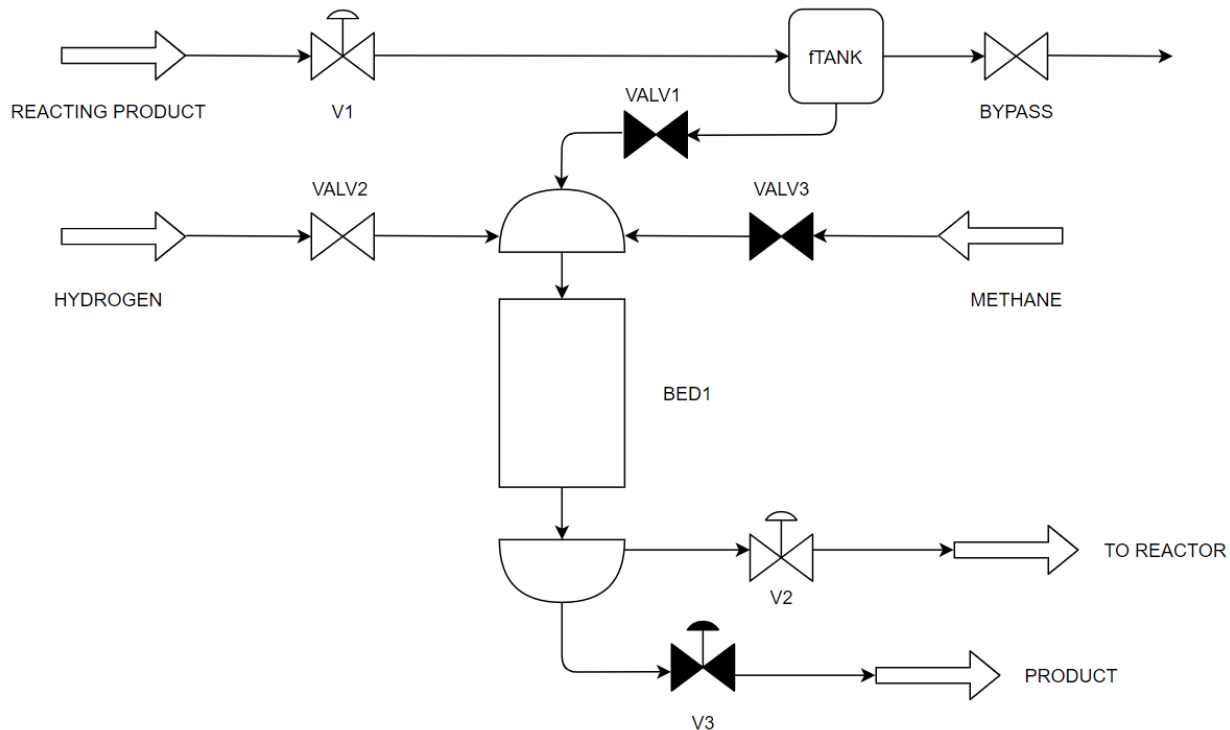 fTANK
REACTING PRODUCT
V1
VALV1
BYPASS
VALV2
VALV3
HYDROGEN
METHANE
BED1
TO REACTOR
V2
PRODUCT
V3